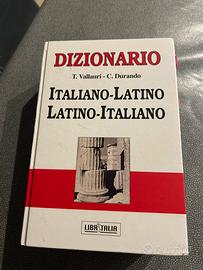 DIZIONARIO
T. Vallauri - C. Durando
ITALIANO-LATINO
LATINO-ITALIANO
LIBRITALIA